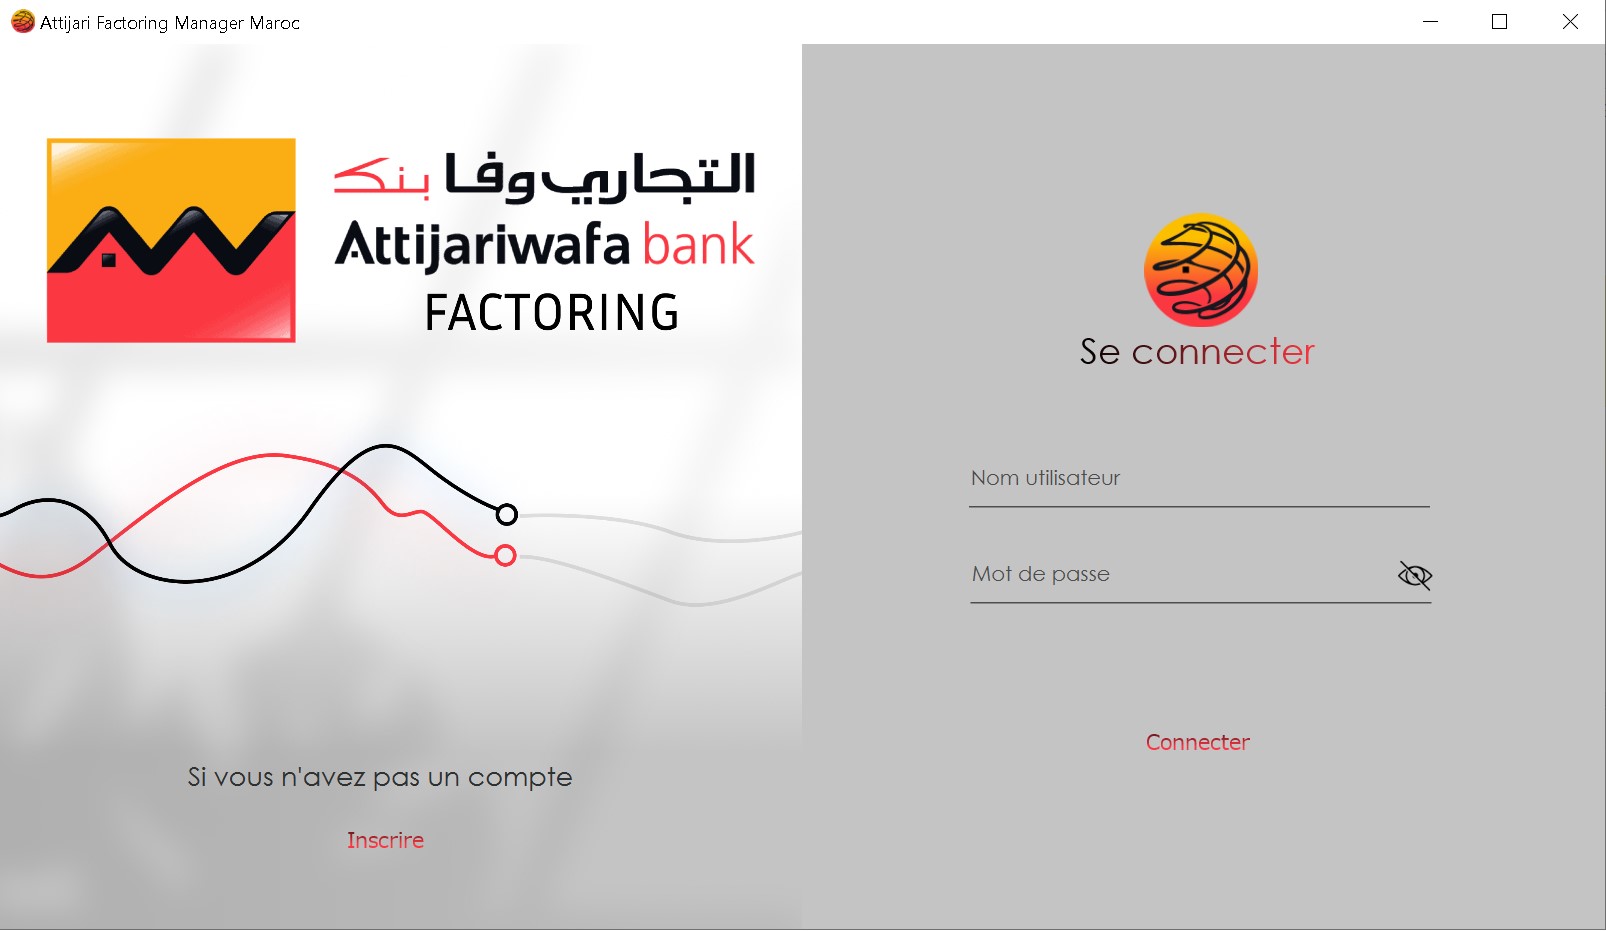 Attijari Factoring Manager Maroc
التجاري وفا بنك
Attijariwafa bank
FACTORING
Si vous n'avez pas un compte
Inscrire
Se connecter
Nom utilisateur
Mot de passe
Connecter